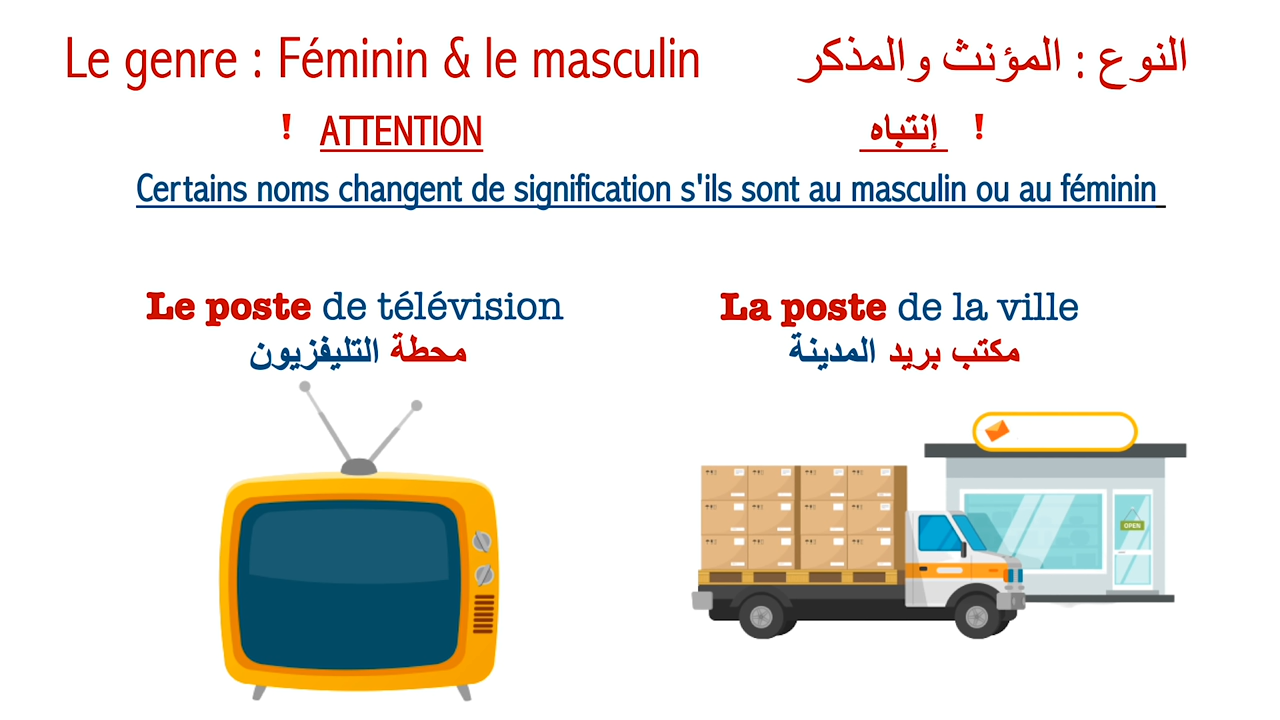 Le genre : Féminin & le masculin
النوع : المؤنث والمذكر
! ATTENTION
إنتباه !
Certains noms changent de signification s'ils sont au masculin ou au féminin
Le poste de télévision
محطة التليفزيون
La poste de la ville
مكتب بريد المدينة
OPEN